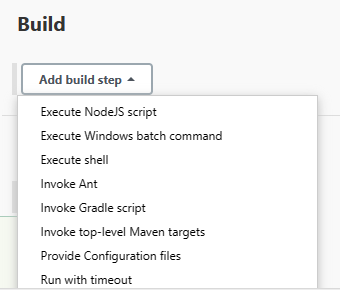 Build
Add build step
Execute NodeJS script
Execute Windows batch command
Execute shell
Invoke Ant
Invoke Gradle script
Invoke top-level Maven targets
Provide Configuration files
Run with timeout